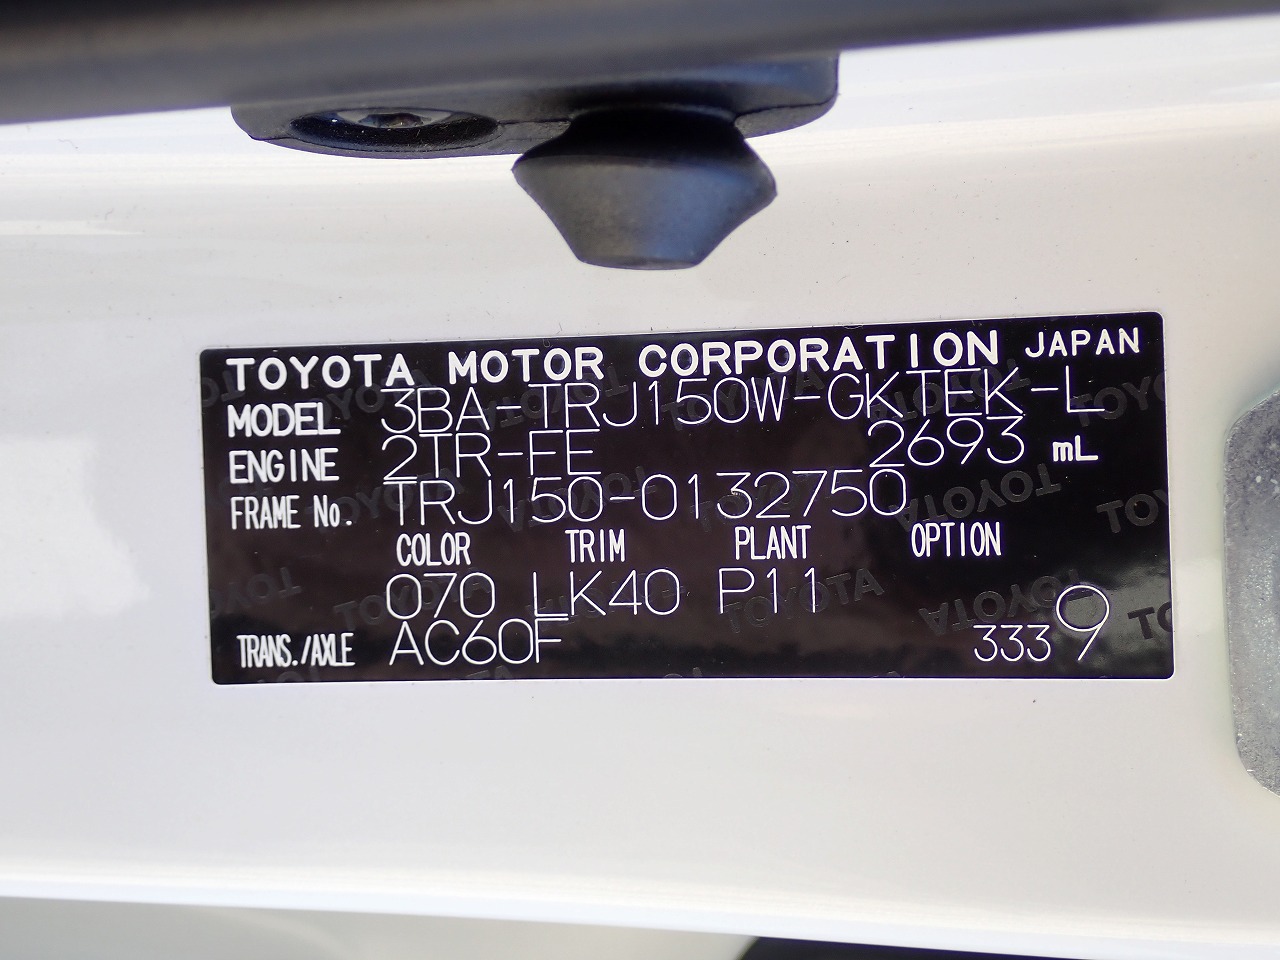 TOYOTA MOTOR CORPORATION JAPAN
MODEL 3BA-TRJ150W-GKTEK-L
ENGINE 2TR-FE 2693 mL
FRAME No. TRJ150-0132750
COLOR TRIM PLANT OPTION
070 LK40 P11
TRANS./AXLE AC60F 3339